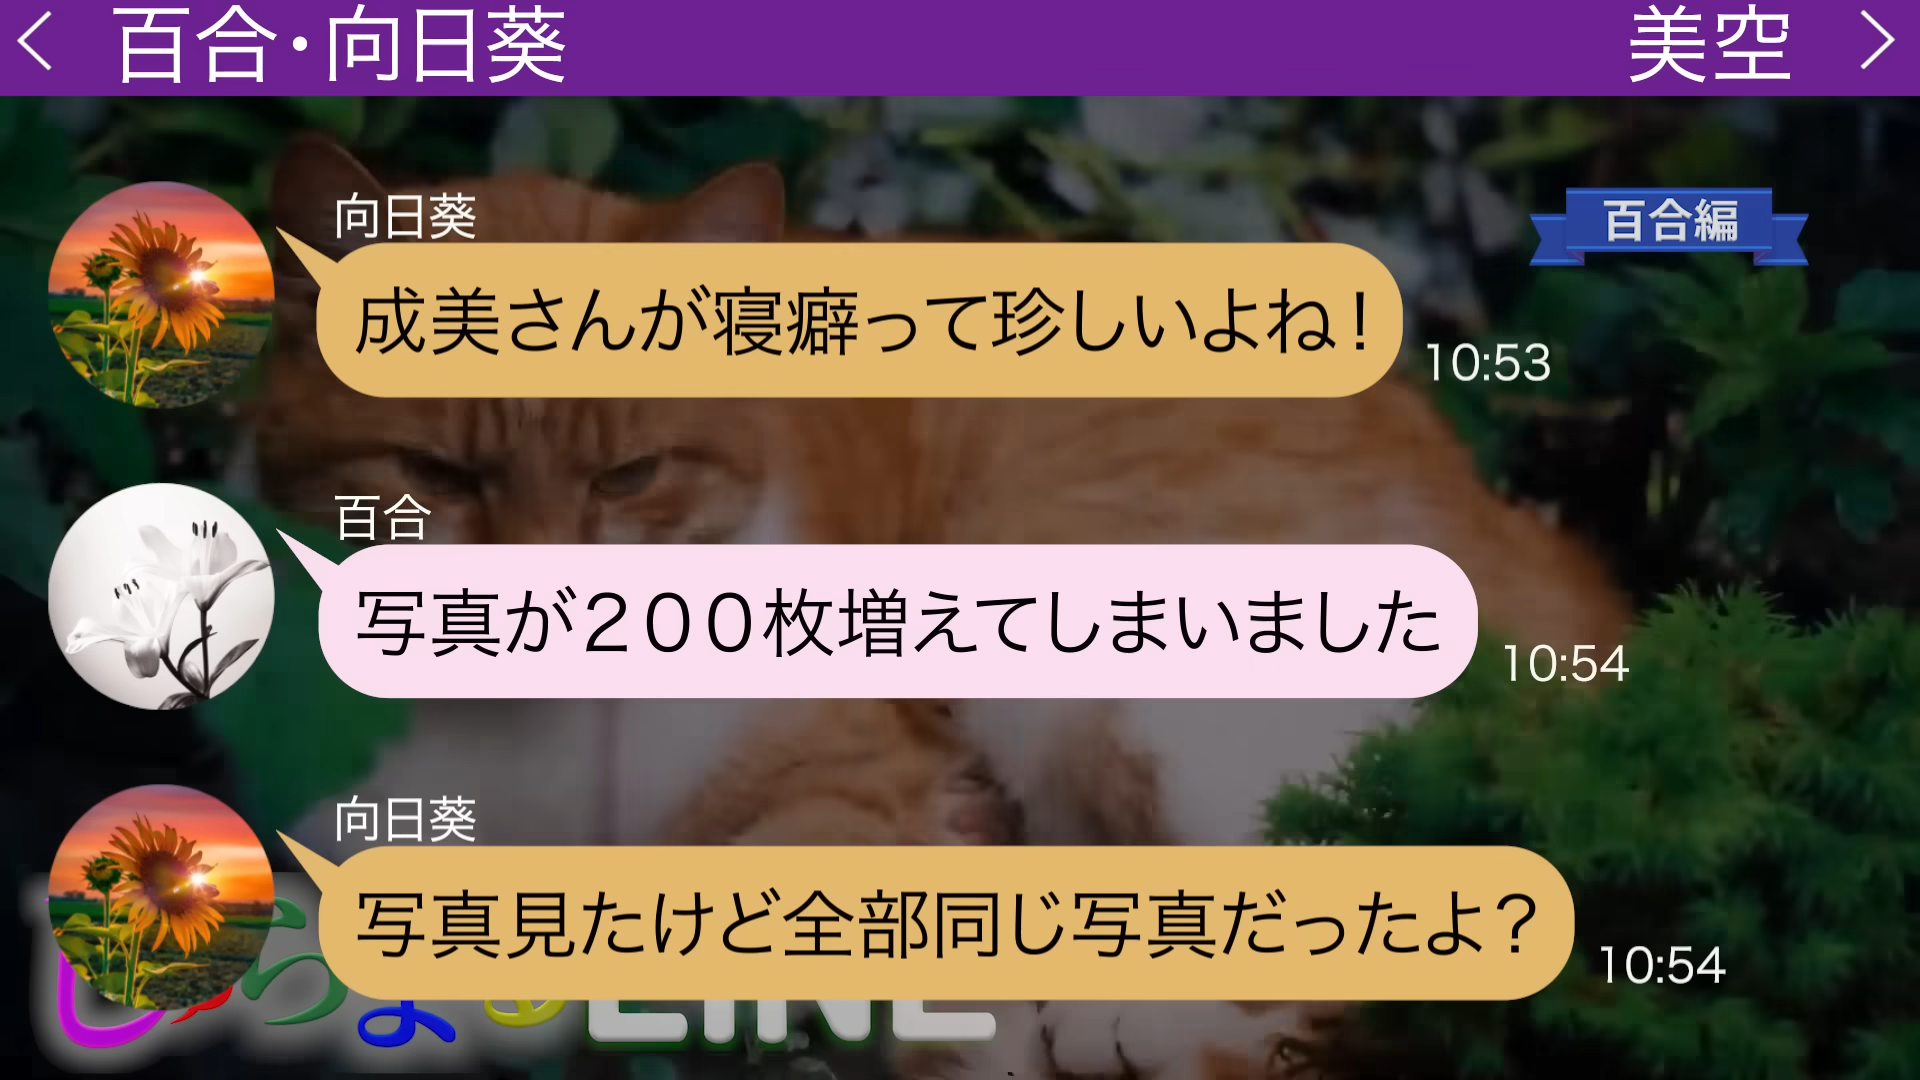 百合・向日葵
美空
百合編
向日葵
成美さんが寝癖って珍しいよね！
10:53
百合
写真が２００枚増えてしまいました
10:54
向日葵
写真見たけど全部同じ写真だったよ？
10:54